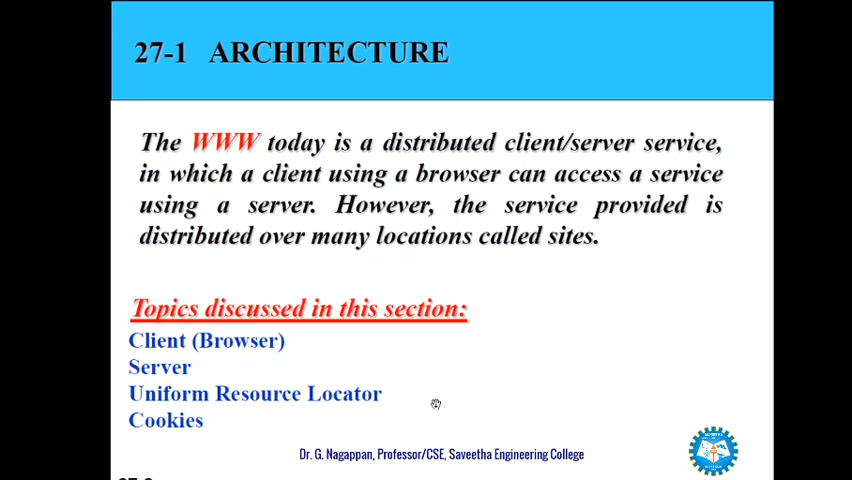 27-1 ARCHITECTURE
The WWW today is a distributed client/server service,
in which a client using a browser can access a service
using a server. However, the service provided is
distributed over many locations called sites.
Topics discussed in this section:
Client (Browser)
Server
Uniform Resource Locator
Cookies
Dr. G. Nagappan, Professor/CSE, Saveetha Engineering College